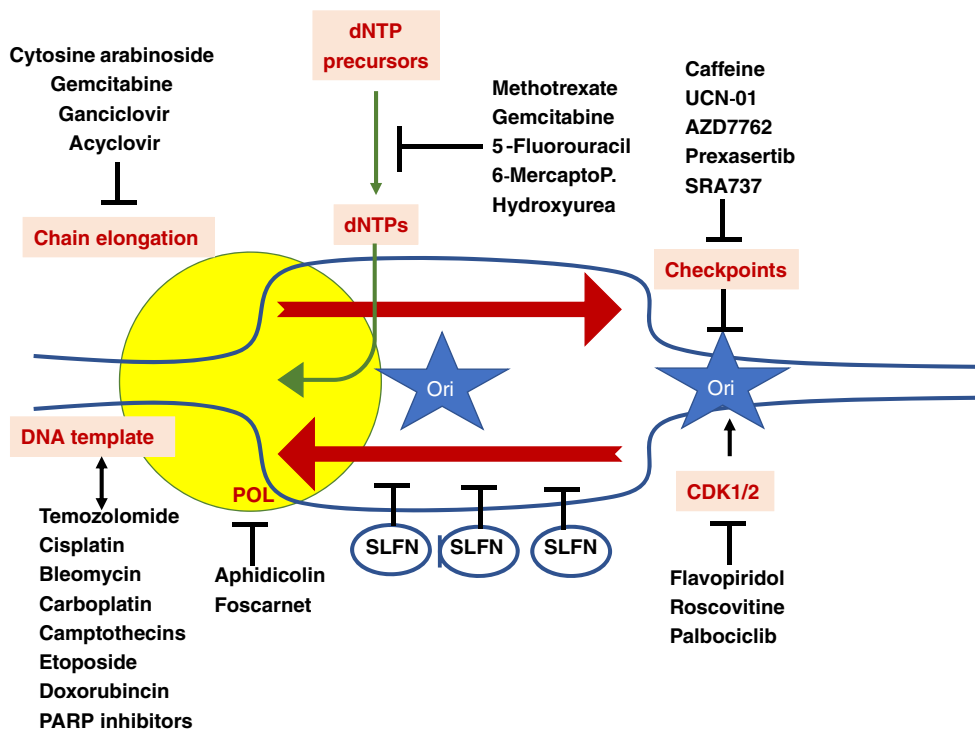 dNTP
precursors
Cytosine arabinoside
Gemcitabine
Ganciclovir
Acyclovir
Methotrexate
Gemcitabine
5-Fluorouracil
6-MercaptoP.
Hydroxyurea
Caffeine
UCN-01
AZD7762
Prexasertib
SRA737
Chain elongation
dNTPs
Checkpoints
Ori
Ori
DNA template
POL
CDK1/2
SLFN
SLFN
SLFN
Temozolomide
Cisplatin
Bleomycin
Carboplatin
Camptothecins
Etoposide
Doxorubincin
PARP inhibitors
Aphidicolin
Foscarnet
Flavopiridol
Roscovitine
Palbociclib